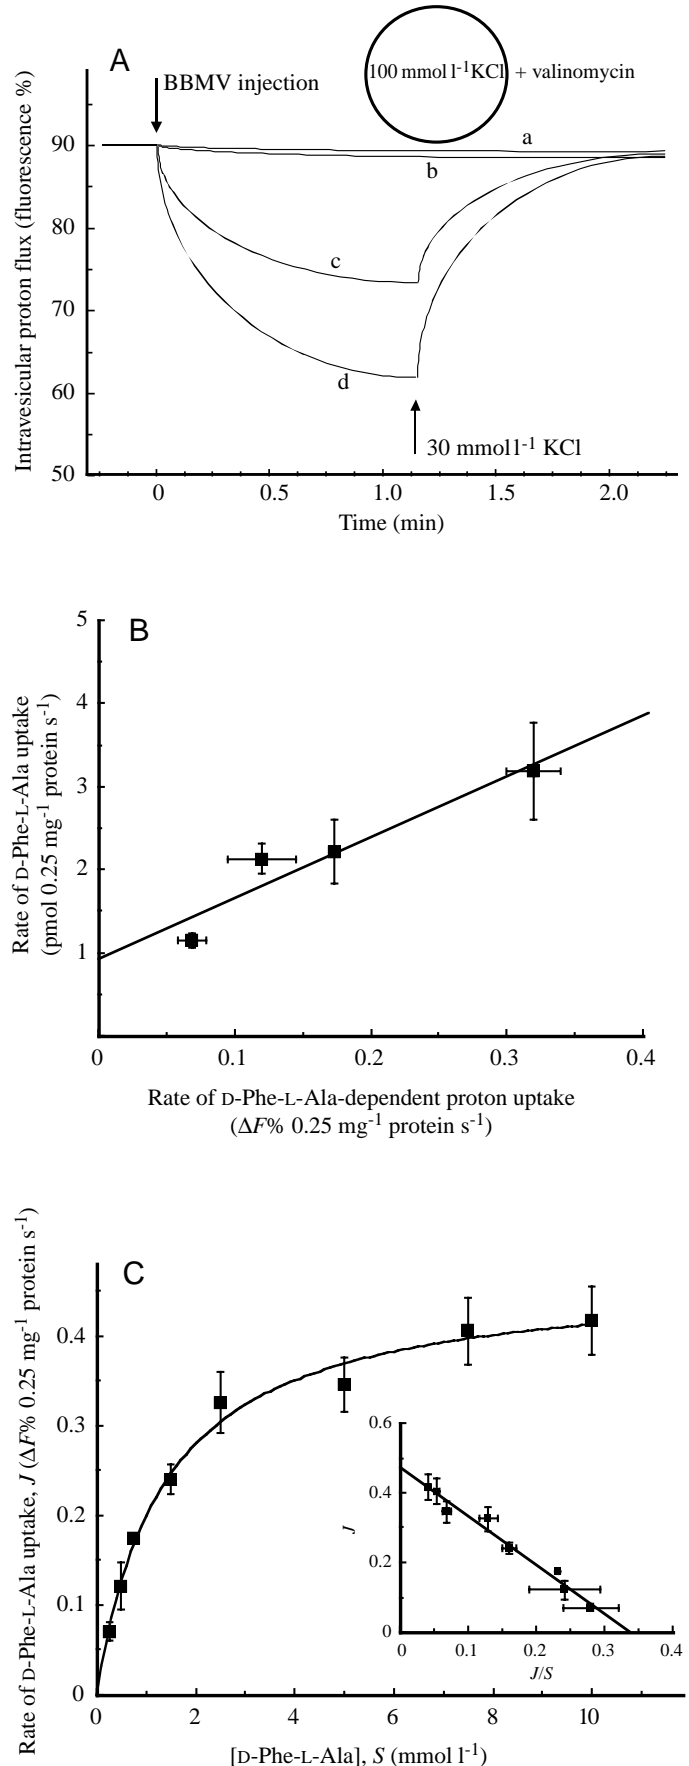 A
BBMV injection
100 mmol l⁻¹ KCl + valinomycin
Intravesicular proton flux (fluorescence %)
90
80
70
60
50
a
b
c
d
30 mmol l⁻¹ KCl
0 0.5 1.0 1.5 2.0
Time (min)
B
Rate of D-Phe-L-Ala uptake
(pmol 0.25 mg⁻¹ protein s⁻¹)
5
4
3
2
1
0 0.1 0.2 0.3 0.4
Rate of D-Phe-L-Ala-dependent proton uptake
(ΔF% 0.25 mg⁻¹ protein s⁻¹)
C
Rate of D-Phe-L-Ala uptake, J (ΔF% 0.25 mg⁻¹ protein s⁻¹)
0.4
0.3
0.2
0.1
0
0.6
0.4
0.2
0
J
0 0.1 0.2 0.3 0.4
J/S
0 2 4 6 8 10
[D-Phe-L-Ala], S (mmol l⁻¹)